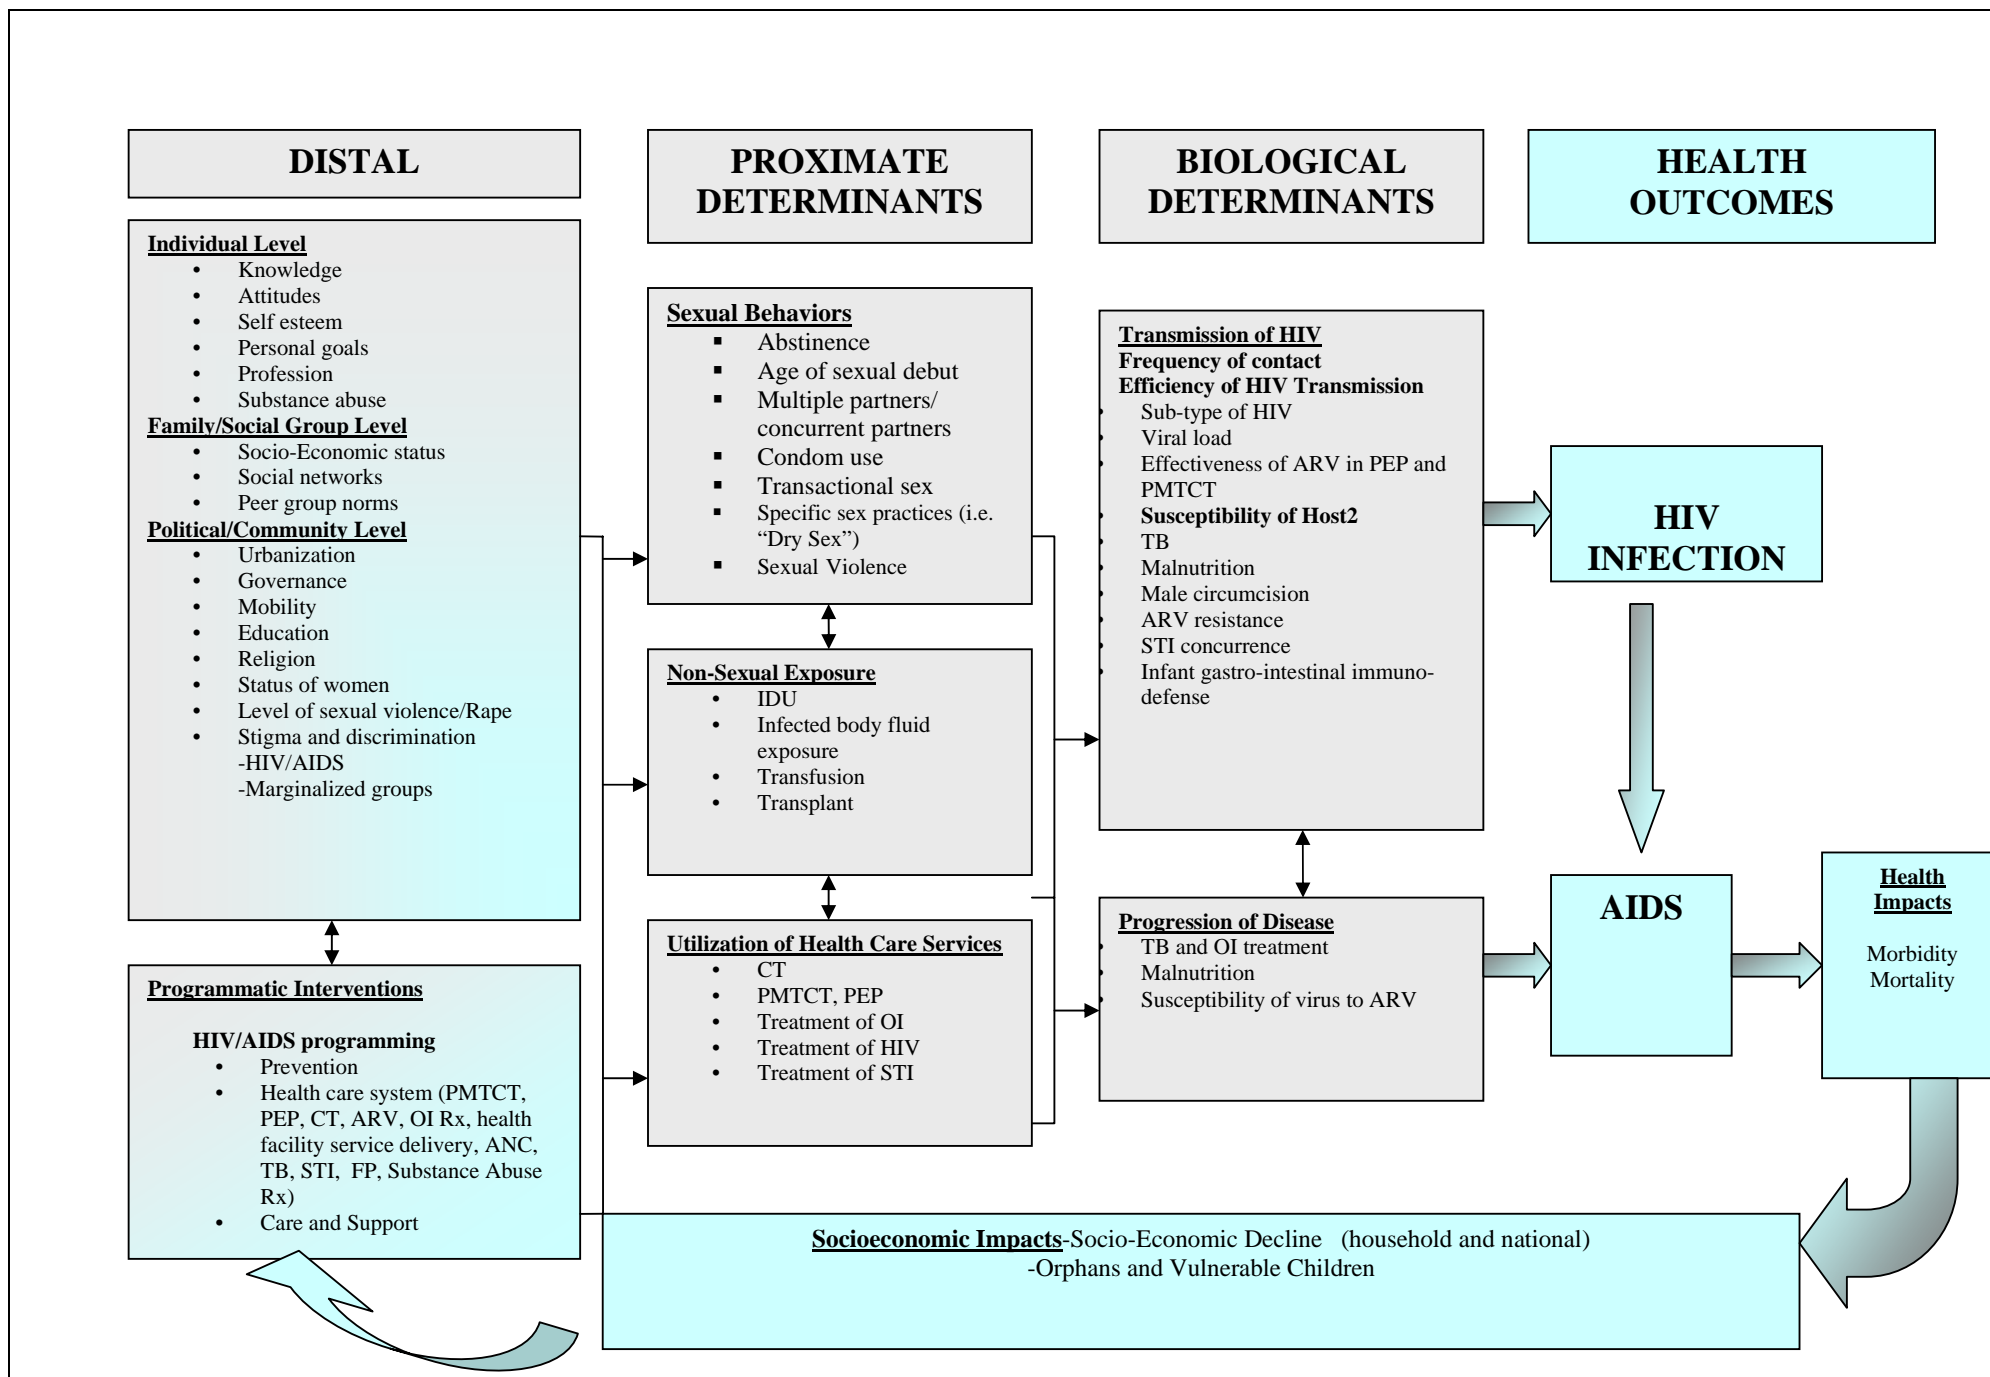 DISTAL
Individual Level
• Knowledge
• Attitudes
• Self esteem
• Personal goals
• Profession
• Substance abuse
Family/Social Group Level
• Socio-Economic status
• Social networks
• Peer group norms
Political/Community Level
• Urbanization
• Governance
• Mobility
• Education
• Religion
• Status of women
• Level of sexual violence/Rape
• Stigma and discrimination
-HIV/AIDS
-Marginalized groups
Programmatic Interventions
HIV/AIDS programming
• Prevention
• Health care system (PMTCT,
PEP, CT, ARV, OI Rx, health
facility service delivery, ANC,
TB, STI, FP, Substance Abuse
Rx)
• Care and Support
PROXIMATE
DETERMINANTS
Sexual Behaviors
▪ Abstinence
▪ Age of sexual debut
▪ Multiple partners/
concurrent partners
▪ Condom use
▪ Transactional sex
▪ Specific sex practices (i.e.
“Dry Sex”)
▪ Sexual Violence
Non-Sexual Exposure
• IDU
• Infected body fluid
exposure
• Transfusion
• Transplant
Utilization of Health Care Services
• CT
• PMTCT, PEP
• Treatment of OI
• Treatment of HIV
• Treatment of STI
BIOLOGICAL
DETERMINANTS
Transmission of HIV
Frequency of contact
Efficiency of HIV Transmission
• Sub-type of HIV
• Viral load
• Effectiveness of ARV in PEP and
PMTCT
• Susceptibility of Host2
• TB
• Malnutrition
• Male circumcision
• ARV resistance
• STI concurrence
• Infant gastro-intestinal immuno-
defense
Progression of Disease
• TB and OI treatment
• Malnutrition
• Susceptibility of virus to ARV
HEALTH
OUTCOMES
HIV
INFECTION
AIDS
Health
Impacts
Morbidity
Mortality
Socioeconomic Impacts-Socio-Economic Decline (household and national)
-Orphans and Vulnerable Children